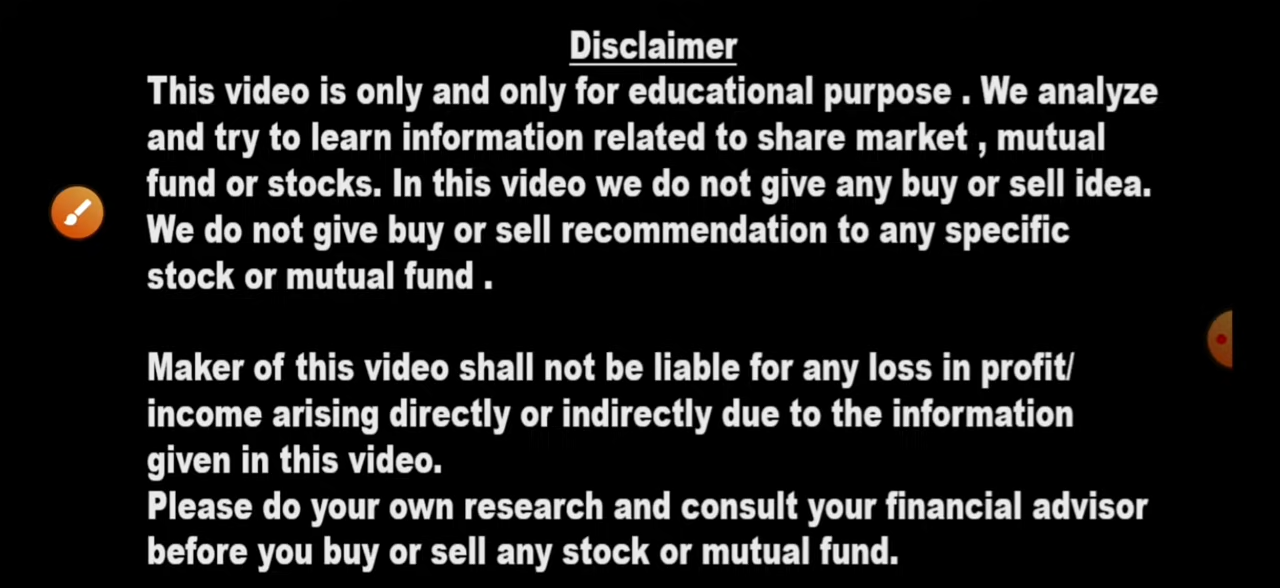 Disclaimer
This video is only and only for educational purpose . We analyze
and try to learn information related to share market , mutual
fund or stocks. In this video we do not give any buy or sell idea.
We do not give buy or sell recommendation to any specific
stock or mutual fund .
Maker of this video shall not be liable for any loss in profit/
income arising directly or indirectly due to the information
given in this video.
Please do your own research and consult your financial advisor
before you buy or sell any stock or mutual fund.